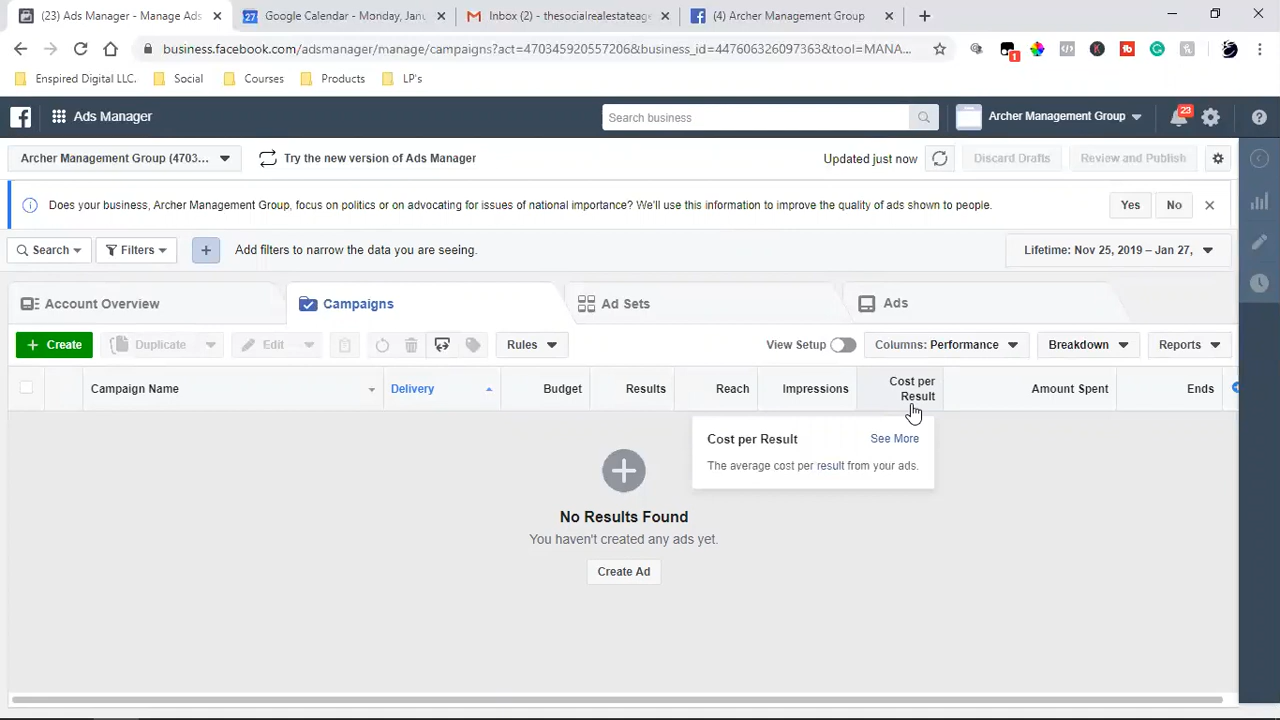 (23) Ads Manager - Manage Ads
Google Calendar - Monday, Janu
Inbox (2) - thesocialrealestateage
(4) Archer Management Group
business.facebook.com/adsmanager/manage/campaigns?act=470345920557206&business_id=447606326097363&tool=MANA...
1
Enspired Digital LLC.
Social
Courses
Products
LP's
Ads Manager
Search business
Archer Management Group
23
Archer Management Group (4703...
Try the new version of Ads Manager
Updated just now
Discard Drafts
Review and Publish
Does your business, Archer Management Group, focus on politics or on advocating for issues of national importance? We'll use this information to improve the quality of ads shown to people.
Yes
No
Search
Filters
Add filters to narrow the data you are seeing.
Lifetime: Nov 25, 2019 – Jan 27,
Account Overview
Campaigns
Ad Sets
Ads
Create
Duplicate
Edit
Rules
View Setup
Columns: Performance
Breakdown
Reports
Campaign Name
Delivery
Budget
Results
Reach
Impressions
Cost per
Result
Amount Spent
Ends
Cost per Result
See More
The average cost per result from your ads.
No Results Found
You haven't created any ads yet.
Create Ad